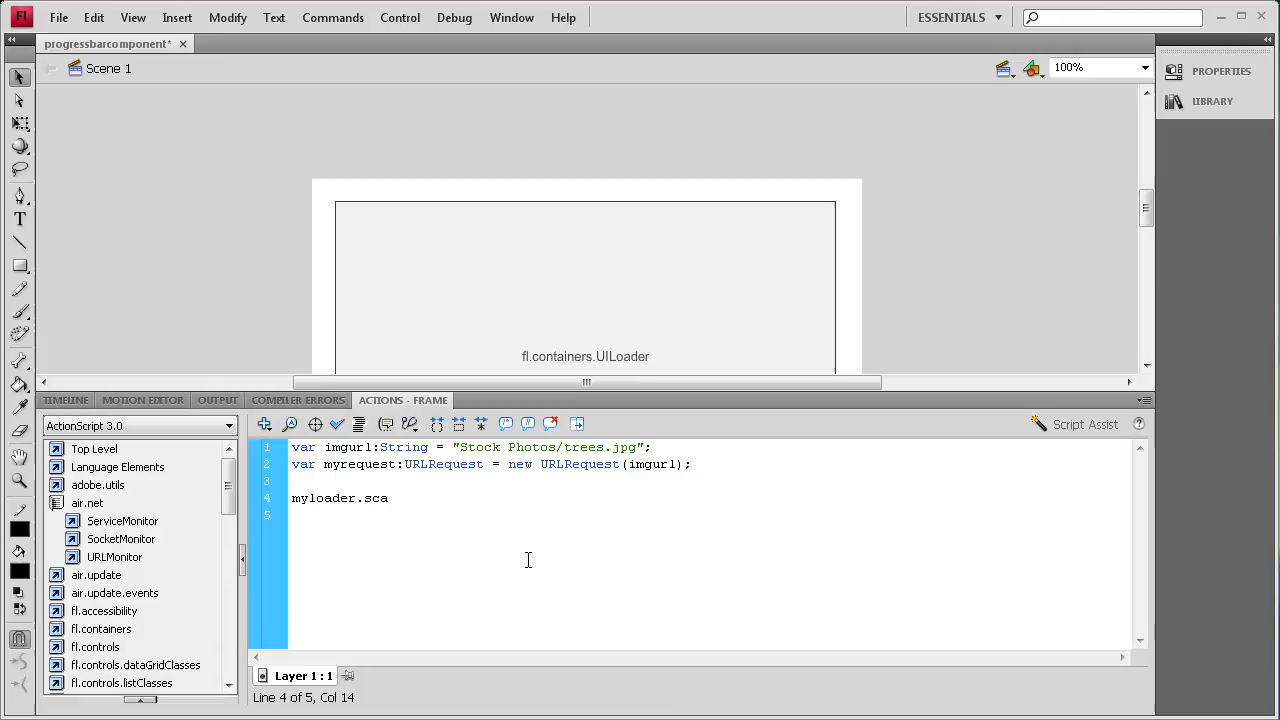 Fl File Edit View Insert Text Commands Control Debug Window Help ESSENTIALS
progressbarcomponent*
Scene 1 100%
PROPERTIES
LIBRARY
fl.containers.UILoader
TIMELINE MOTION EDITOR OUTPUT COMPILER ERRORS ACTIONS - FRAME
ActionScript 3.0
Script Assist
Top Level
Language Elements
adobe.utils
air.net
ServiceMonitor
SocketMonitor
URLMonitor
air.update
air.update.events
fl.accessibility
fl.containers
fl.controls
fl.controls.dataGridClasses
fl.controls.listClasses
1 var imgurl:String = "Stock Photos/trees.jpg";
2 var myrequest:URLRequest = new URLRequest(imgurl);
3
4 myloader.sca
5
Layer 1 : 1
Line 4 of 5, Col 14